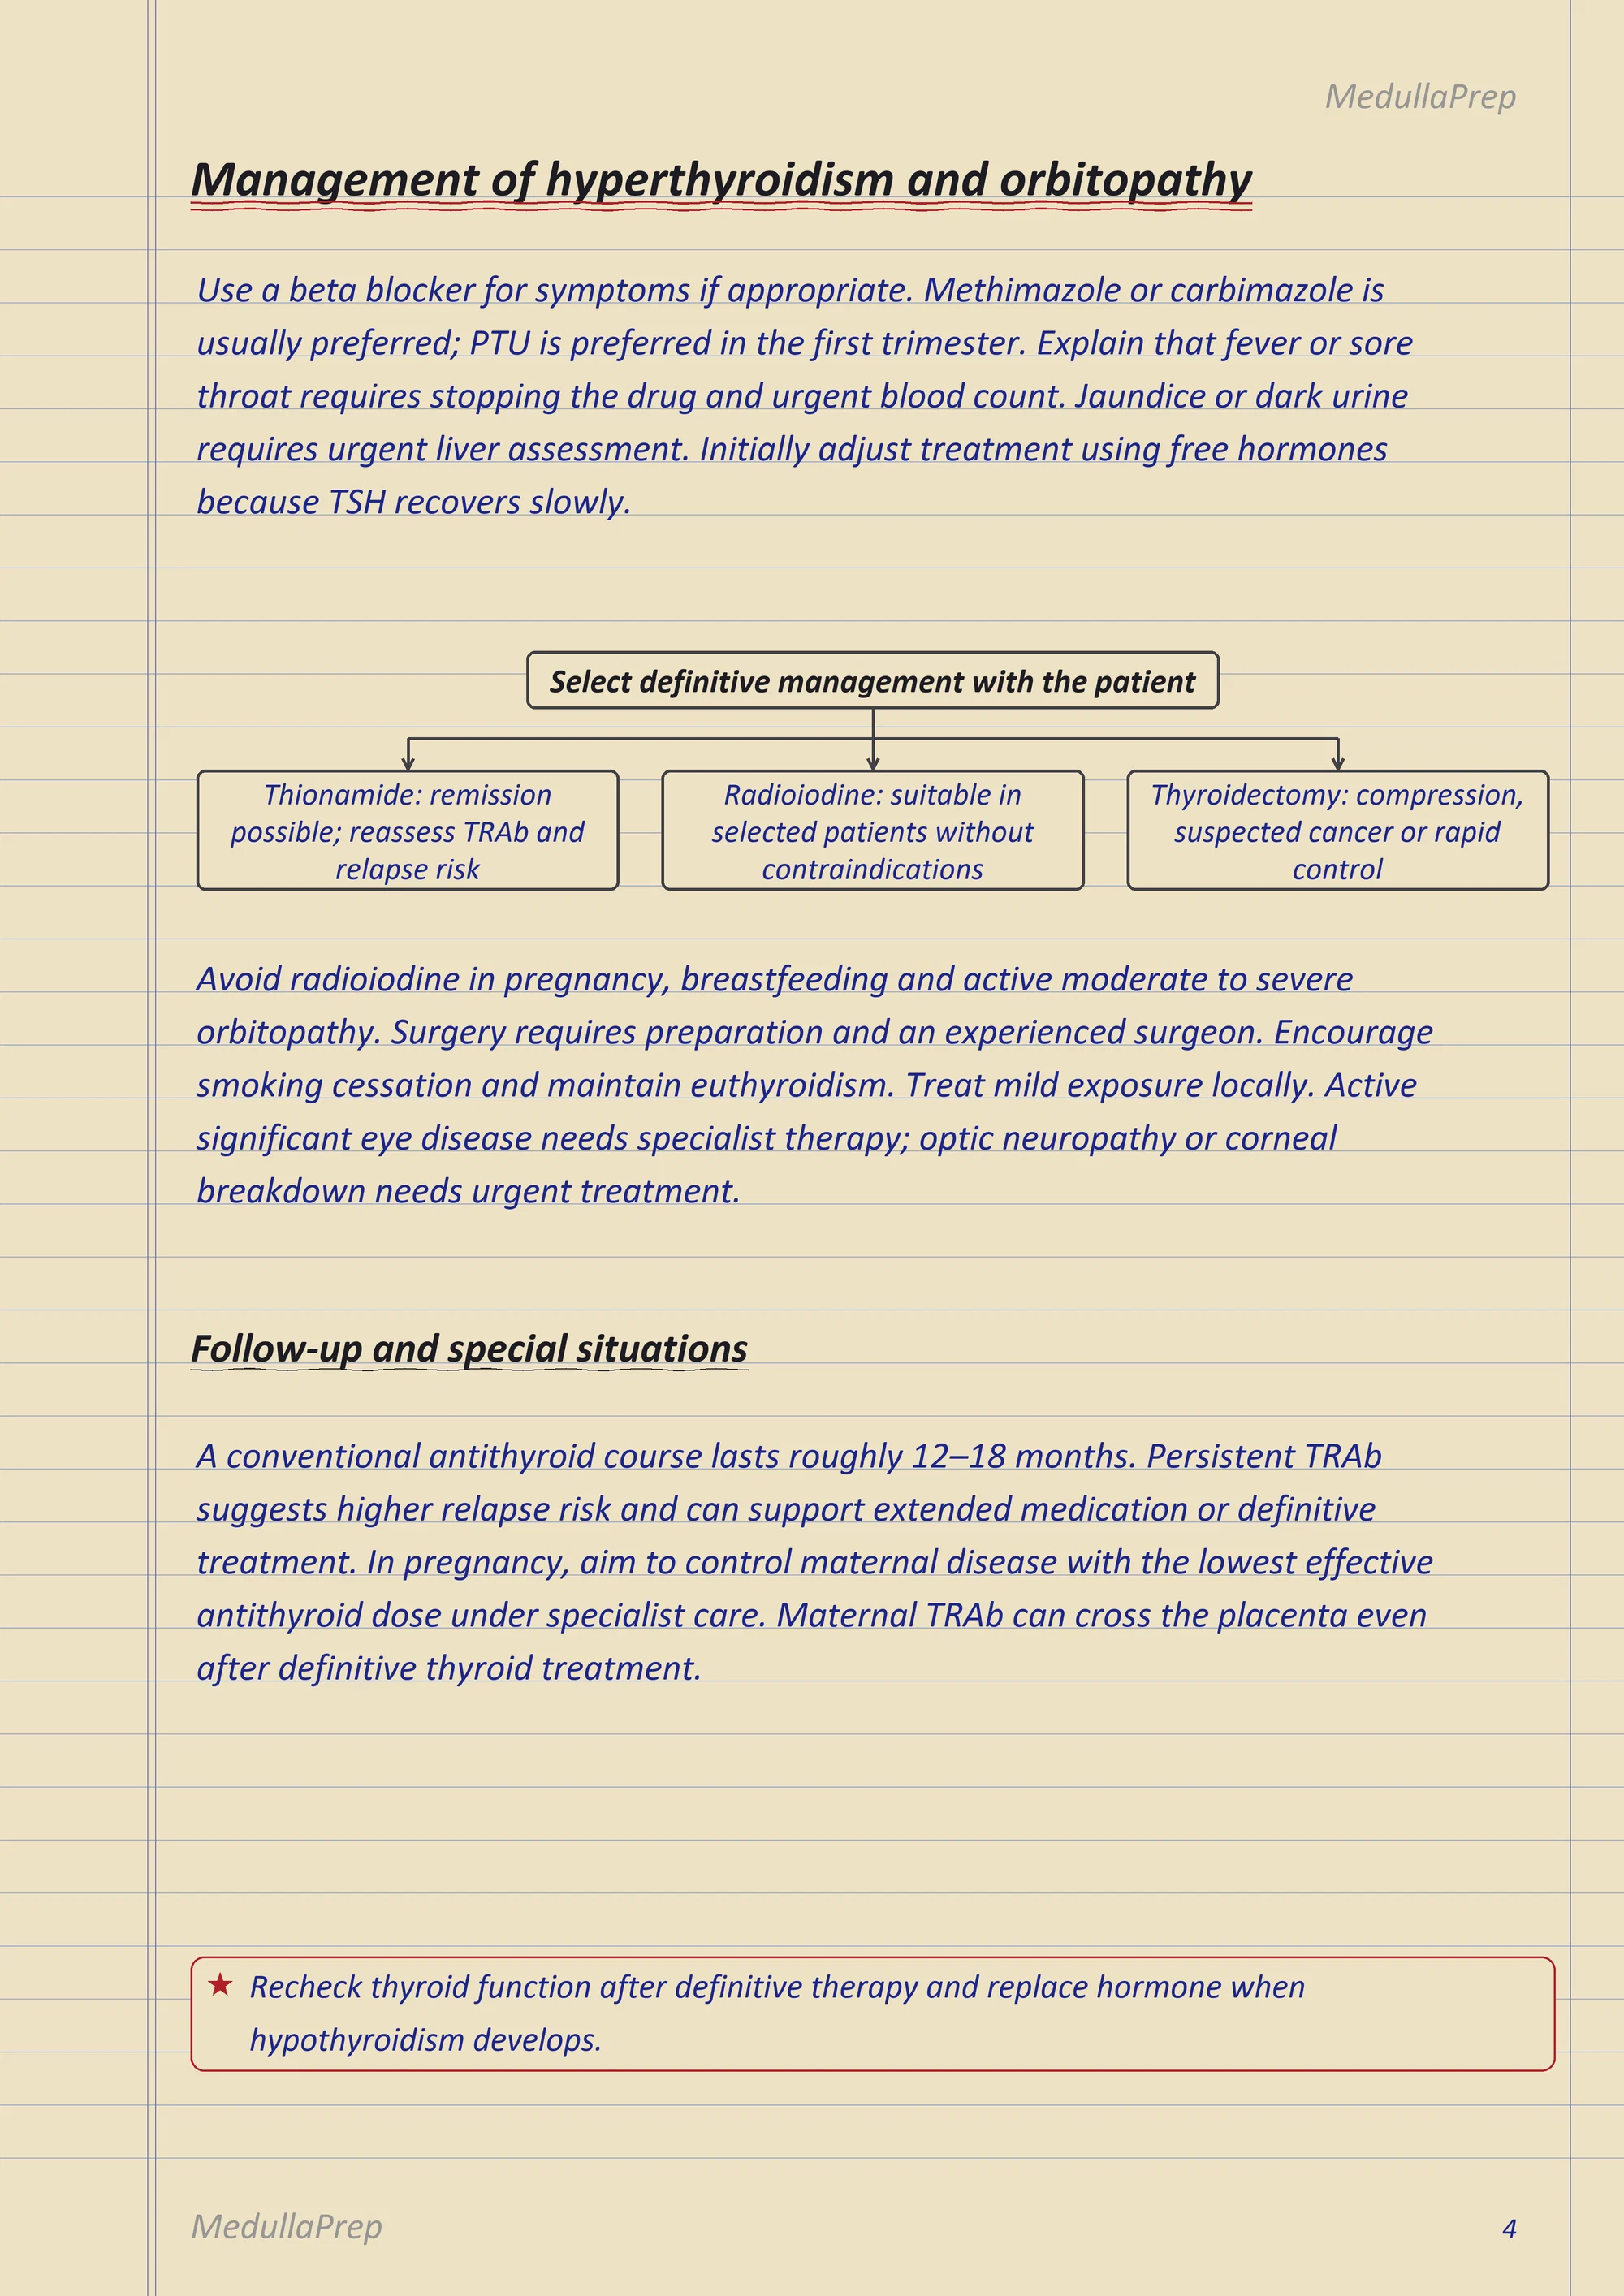 MedullaPrep
Management of hyperthyroidism and orbitopathy
Use a beta blocker for symptoms if appropriate. Methimazole or carbimazole is
usually preferred; PTU is preferred in the first trimester. Explain that fever or sore
throat requires stopping the drug and urgent blood count. Jaundice or dark urine
requires urgent liver assessment. Initially adjust treatment using free hormones
because TSH recovers slowly.
Select definitive management with the patient
Thionamide: remission
possible; reassess TRAb and
relapse risk
Radioiodine: suitable in
selected patients without
contraindications
Thyroidectomy: compression,
suspected cancer or rapid
control
Avoid radioiodine in pregnancy, breastfeeding and active moderate to severe
orbitopathy. Surgery requires preparation and an experienced surgeon. Encourage
smoking cessation and maintain euthyroidism. Treat mild exposure locally. Active
significant eye disease needs specialist therapy; optic neuropathy or corneal
breakdown needs urgent treatment.
Follow-up and special situations
A conventional antithyroid course lasts roughly 12–18 months. Persistent TRAb
suggests higher relapse risk and can support extended medication or definitive
treatment. In pregnancy, aim to control maternal disease with the lowest effective
antithyroid dose under specialist care. Maternal TRAb can cross the placenta even
after definitive thyroid treatment.
★ Recheck thyroid function after definitive therapy and replace hormone when
hypothyroidism develops.
MedullaPrep
4